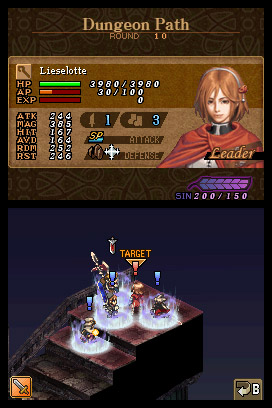 Dungeon Path
ROUND 10
Lieselotte
HP 3980/3980
AP 30/100
EXP 0
ATK 244
MAG 385
HIT 167
AVD 164
RDM 252
RST 246
1
3
SP
ATTACK
DEFENSE
Leader
SIN 200/150
TARGET
B